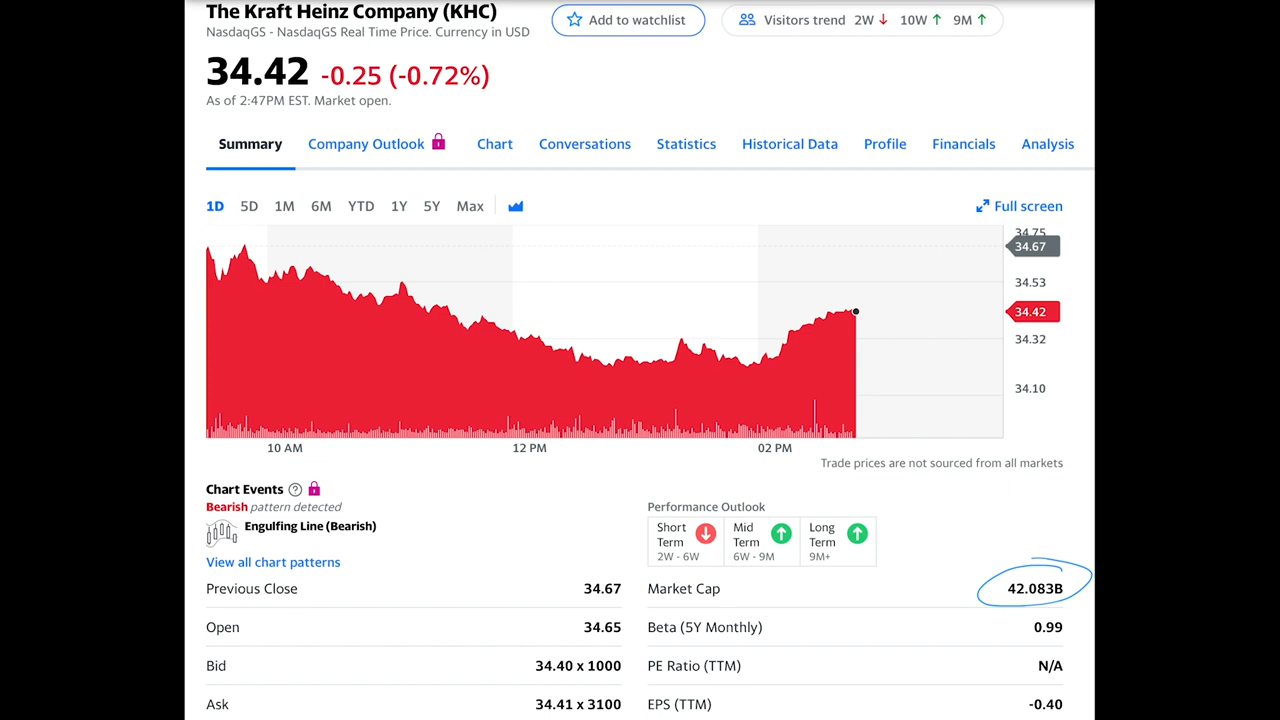 The Kraft Heinz Company (KHC)
Add to watchlist
Visitors trend 2W 10W 9M
NasdaqGS - NasdaqGS Real Time Price. Currency in USD
34.42 -0.25 (-0.72%)
As of 2:47PM EST. Market open.
Summary Company Outlook Chart Conversations Statistics Historical Data Profile Financials Analysis
1D 5D 1M 6M YTD 1Y 5Y Max Full screen
34.75
34.67
34.53
34.42
34.32
34.10
10 AM 12 PM 02 PM
Trade prices are not sourced from all markets
Chart Events ?
Bearish pattern detected
Engulfing Line (Bearish)
View all chart patterns
Performance Outlook
Short Term 2W - 6W
Mid Term 6W - 9M
Long Term 9M+
Previous Close 34.67
Open 34.65
Bid 34.40 x 1000
Ask 34.41 x 3100
Market Cap 42.083B
Beta (5Y Monthly) 0.99
PE Ratio (TTM) N/A
EPS (TTM) -0.40